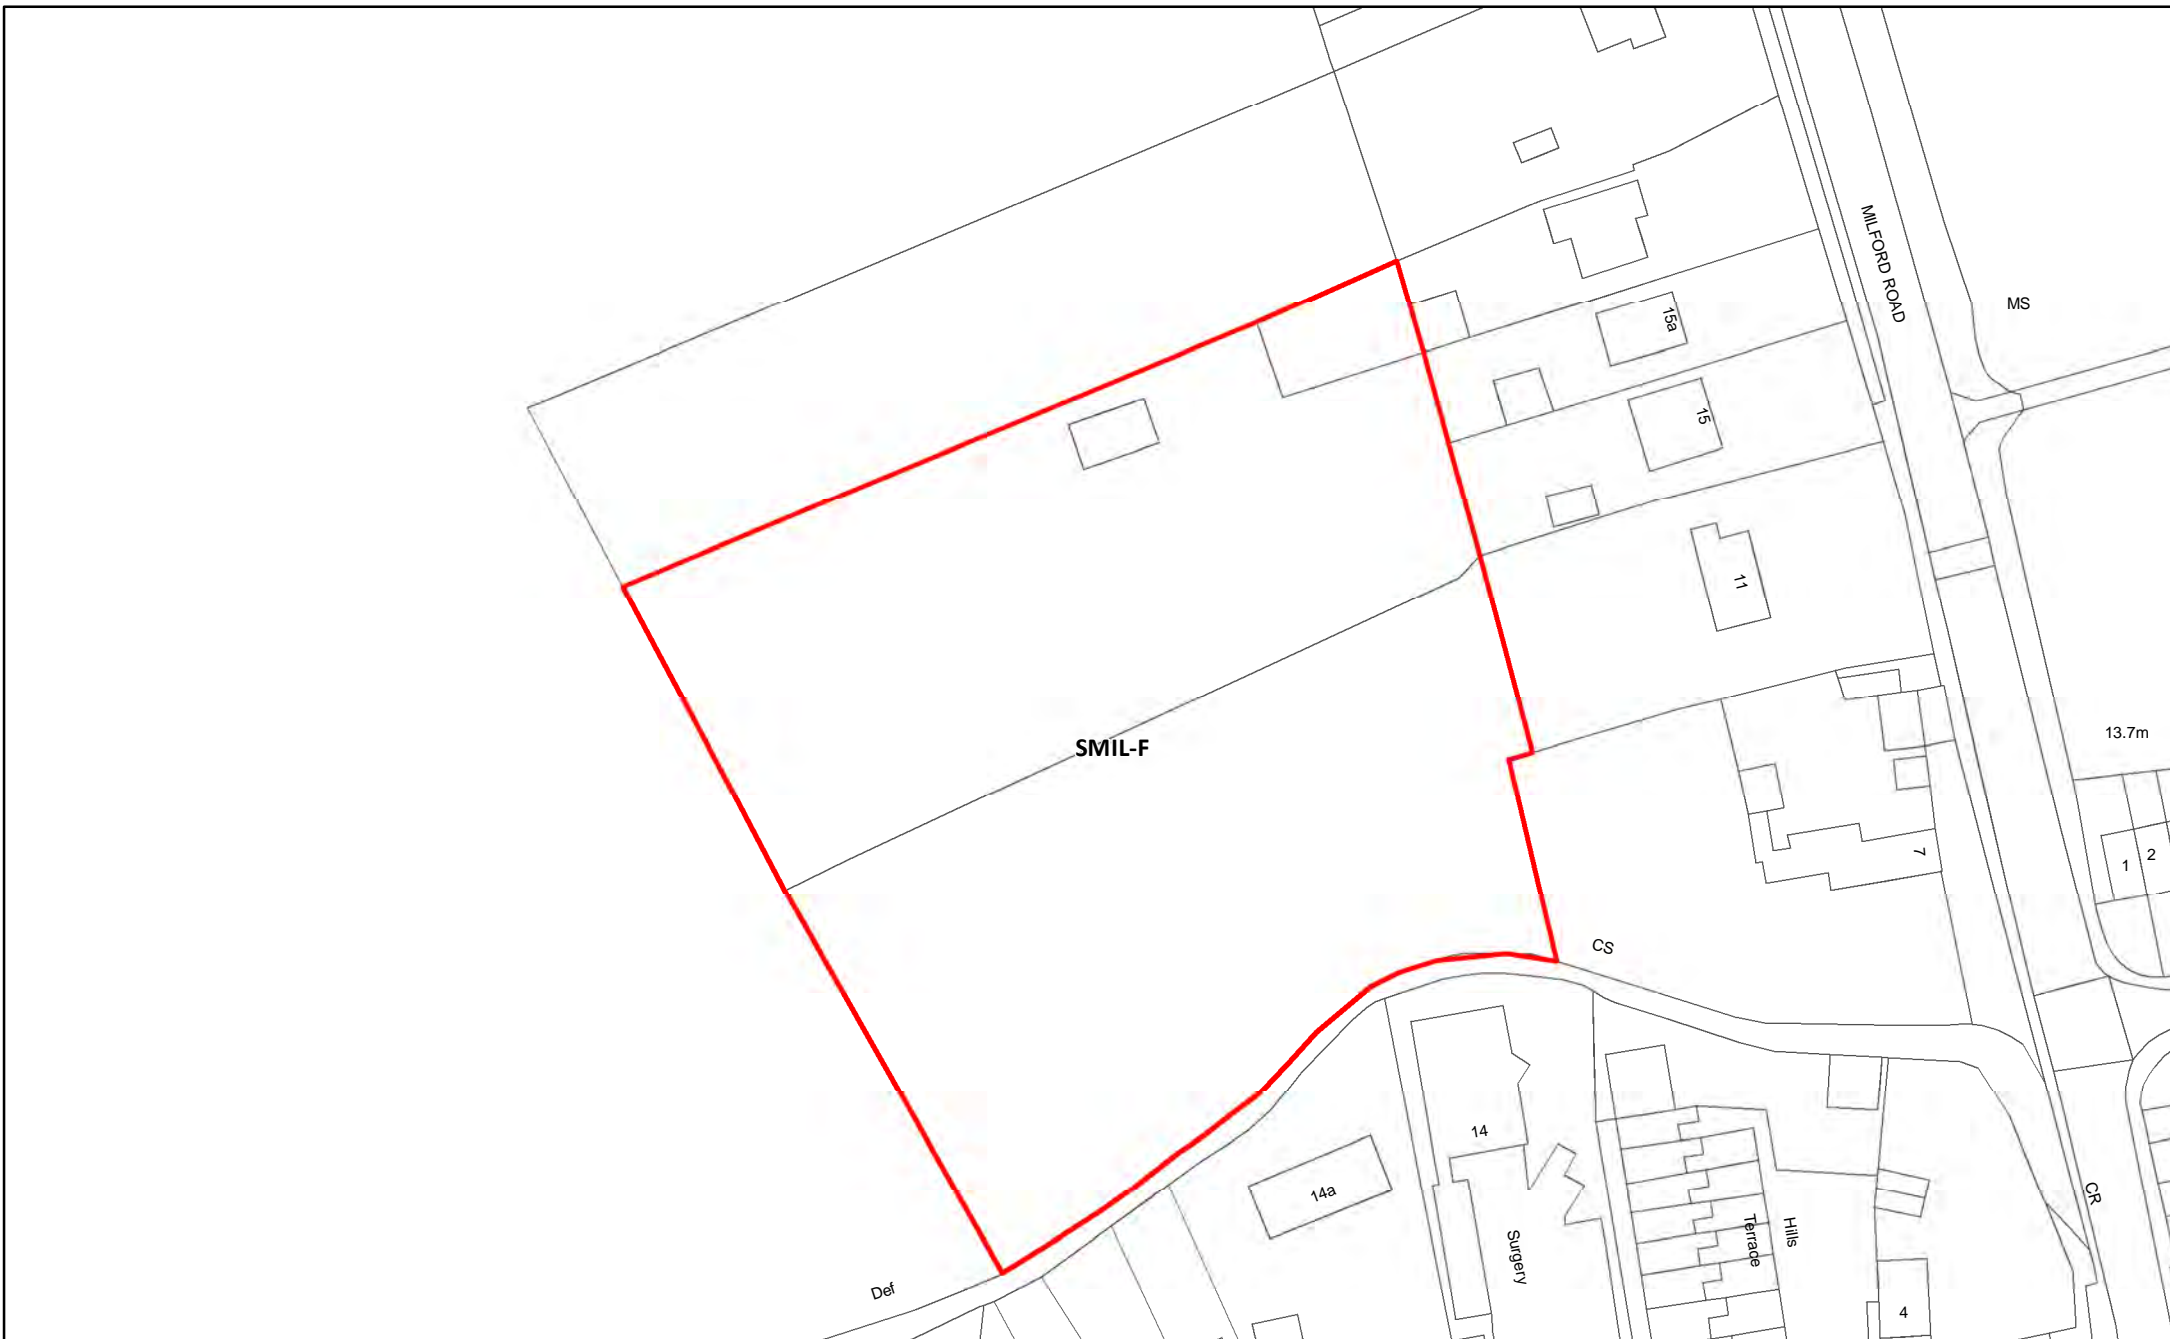 MILFORD ROAD
MS
15a
15
11
13.7m
SMIL-F
7
1
2
CS
14
14a
Surgery
Hills
Terrace
CR
Def
4